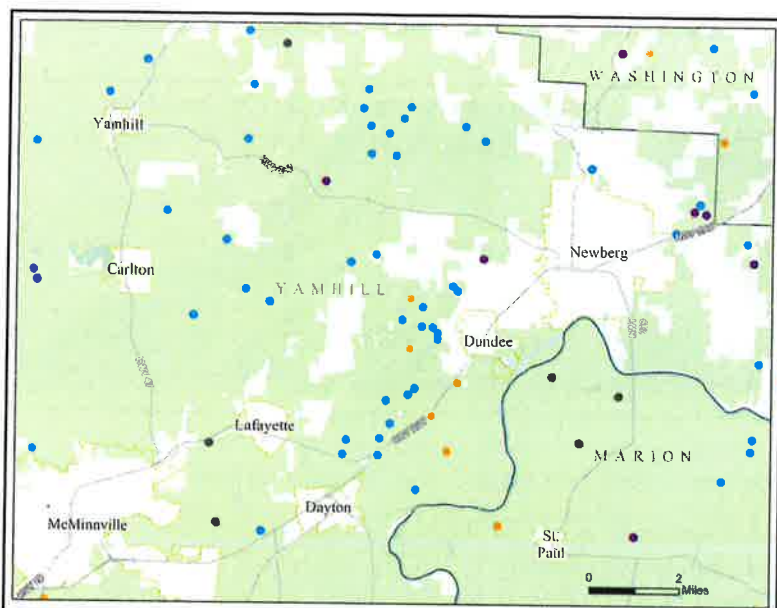 WASHINGTON
Yamhill
Newberg
Carlton
YAMHILL
Dundee
Lafayette
MARION
Dayton
McMinnville
St.
Paul
0 2
Miles